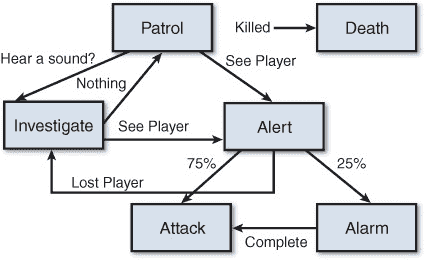 Patrol
Killed
Death
Hear a sound?
Nothing
See Player
Investigate
See Player
Alert
75%
25%
Lost Player
Attack
Complete
Alarm